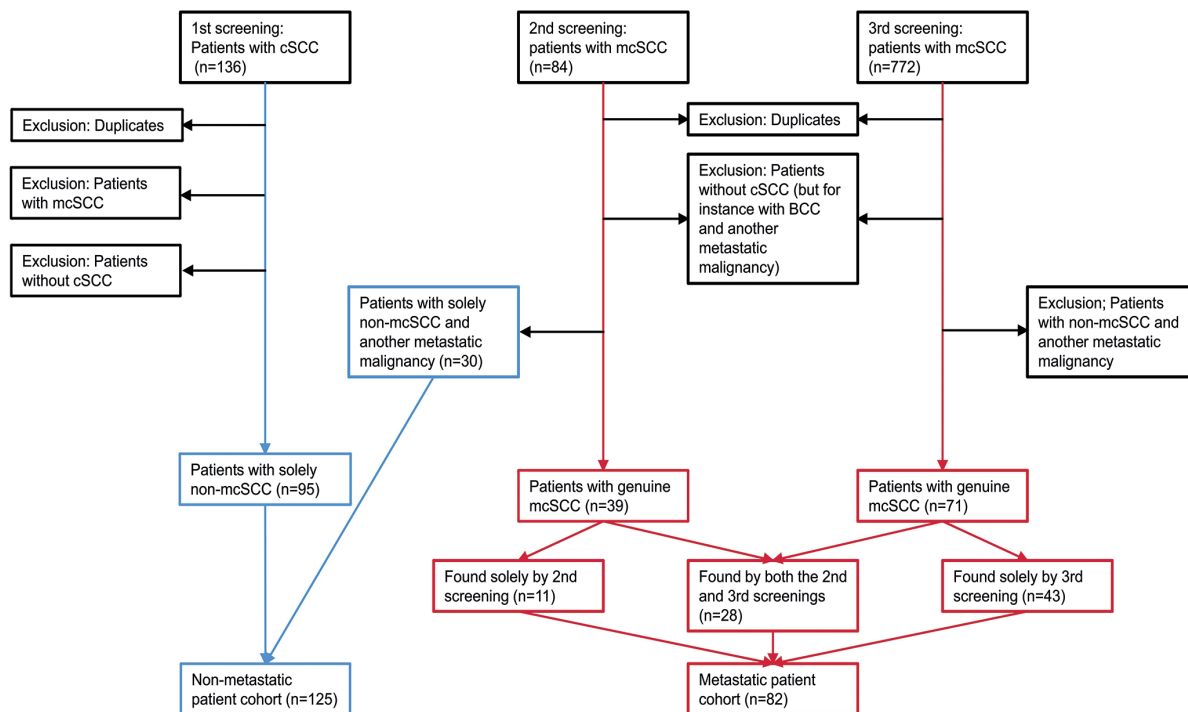 1st screening:
Patients with cSCC
(n=136)
2nd screening:
patients with mcSCC
(n=84)
3rd screening:
patients with mcSCC
(n=772)
Exclusion: Duplicates
Exclusion: Duplicates
Exclusion: Patients
with mcSCC
Exclusion: Patients
without cSCC (but for
instance with BCC
and another
metastatic
malignancy)
Exclusion: Patients
without cSCC
Patients with solely
non-mcSCC and
another metastatic
malignancy (n=30)
Exclusion; Patients
with non-mcSCC and
another metastatic
malignancy
Patients with solely
non-mcSCC (n=95)
Patients with genuine
mcSCC (n=39)
Patients with genuine
mcSCC (n=71)
Found solely by 2nd
screening (n=11)
Found by both the 2nd
and 3rd screenings
(n=28)
Found solely by 3rd
screening (n=43)
Non-metastatic
patient cohort (n=125)
Metastatic patient
cohort (n=82)